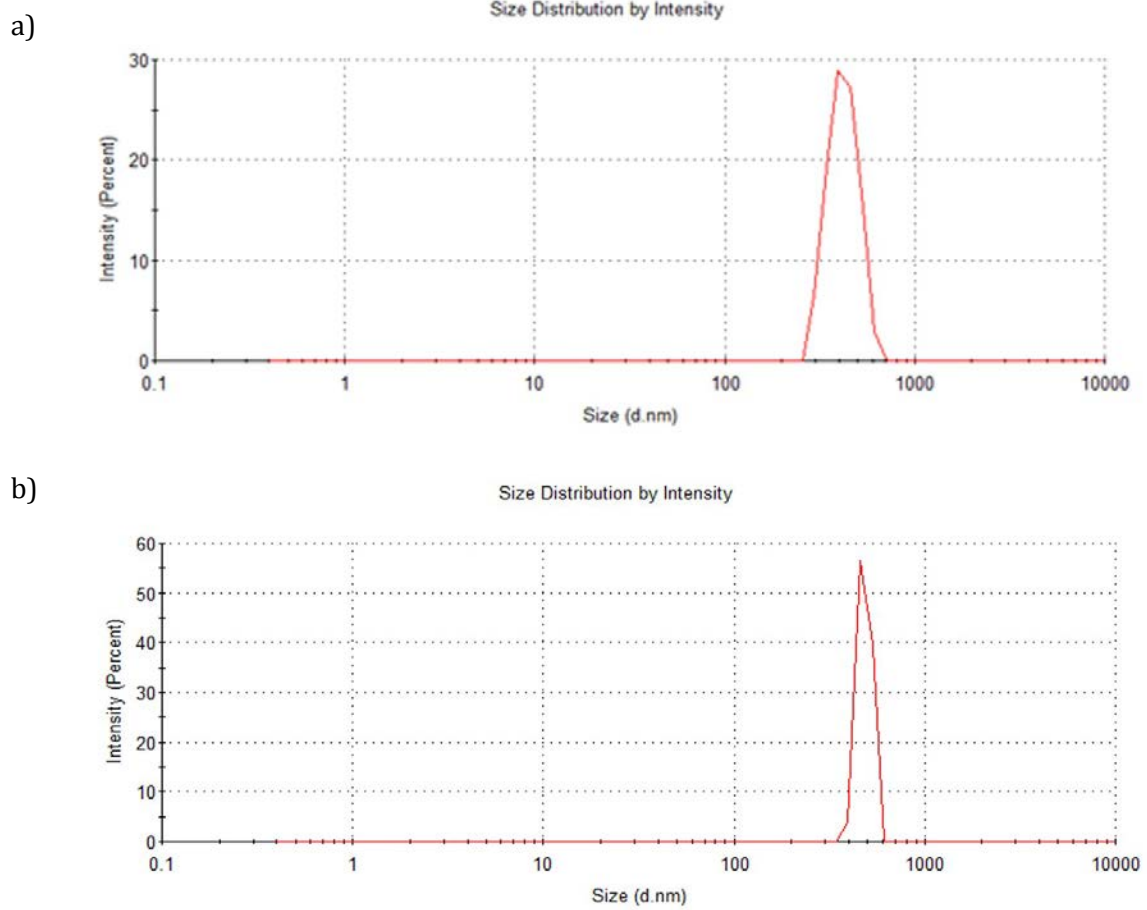 a)
Size Distribution by Intensity
30
20
10
0
Intensity (Percent)
0.1 1 10 100 1000 10000
Size (d.nm)
b)
Size Distribution by Intensity
60
50
40
30
20
10
0
Intensity (Percent)
0.1 1 10 100 1000 10000
Size (d.nm)